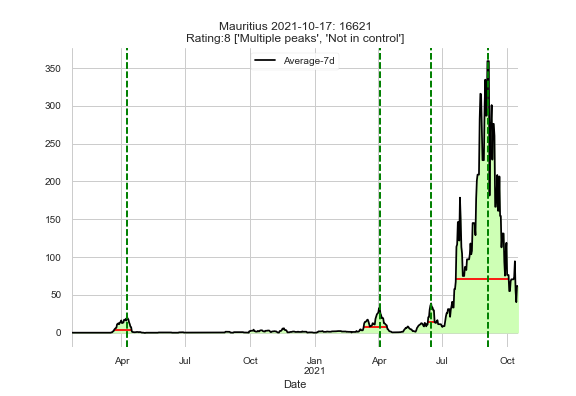 Mauritius 2021-10-17: 16621
Rating:8 ['Multiple peaks', 'Not in control']
Average-7d
350
300
250
200
150
100
50
0
Apr
Jul
Oct
Jan
2021
Apr
Jul
Oct
Date